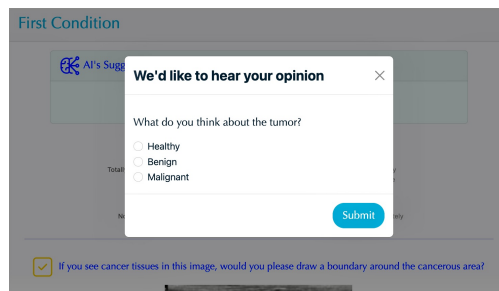 First Condition
AI's Sugg
We'd like to hear your opinion
What do you think about the tumor?
Healthy
Benign
Malignant
Totall
No
Submit
If you see cancer tissues in this image, would you please draw a boundary around the cancerous area?